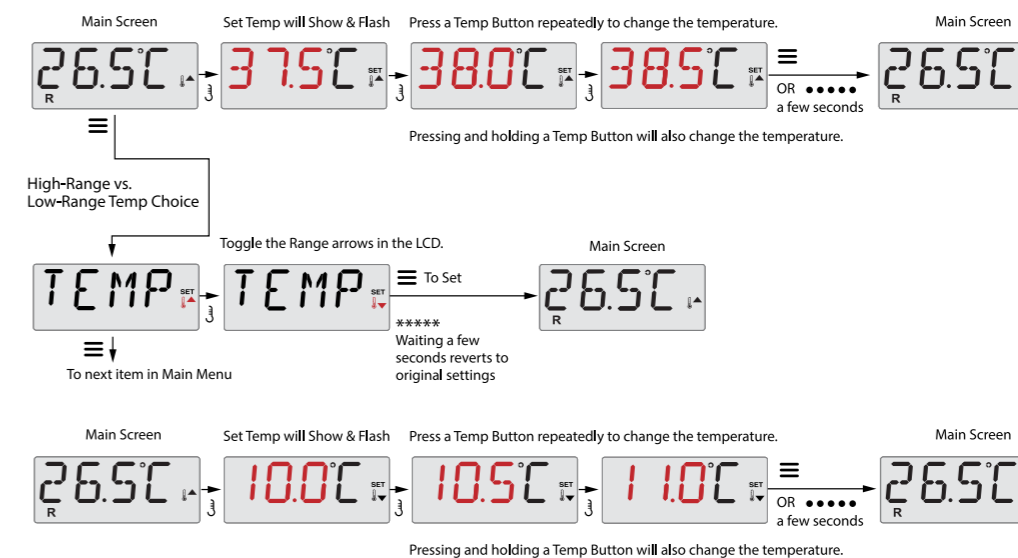 Main Screen
Set Temp will Show & Flash
Press a Temp Button repeatedly to change the temperature.
Main Screen
26.5°C
R
37.5°C
SET
38.0°C
SET
38.5°C
SET
OR •••••
a few seconds
26.5°C
R
Pressing and holding a Temp Button will also change the temperature.
High-Range vs.
Low-Range Temp Choice
Toggle the Range arrows in the LCD.
Main Screen
TEMP
SET
TEMP
SET
To Set
26.5°C
R
*****
Waiting a few
seconds reverts to
original settings
To next item in Main Menu
Main Screen
Set Temp will Show & Flash
Press a Temp Button repeatedly to change the temperature.
Main Screen
26.5°C
R
10.0°C
SET
10.5°C
SET
11.0°C
SET
OR •••••
a few seconds
26.5°C
R
Pressing and holding a Temp Button will also change the temperature.